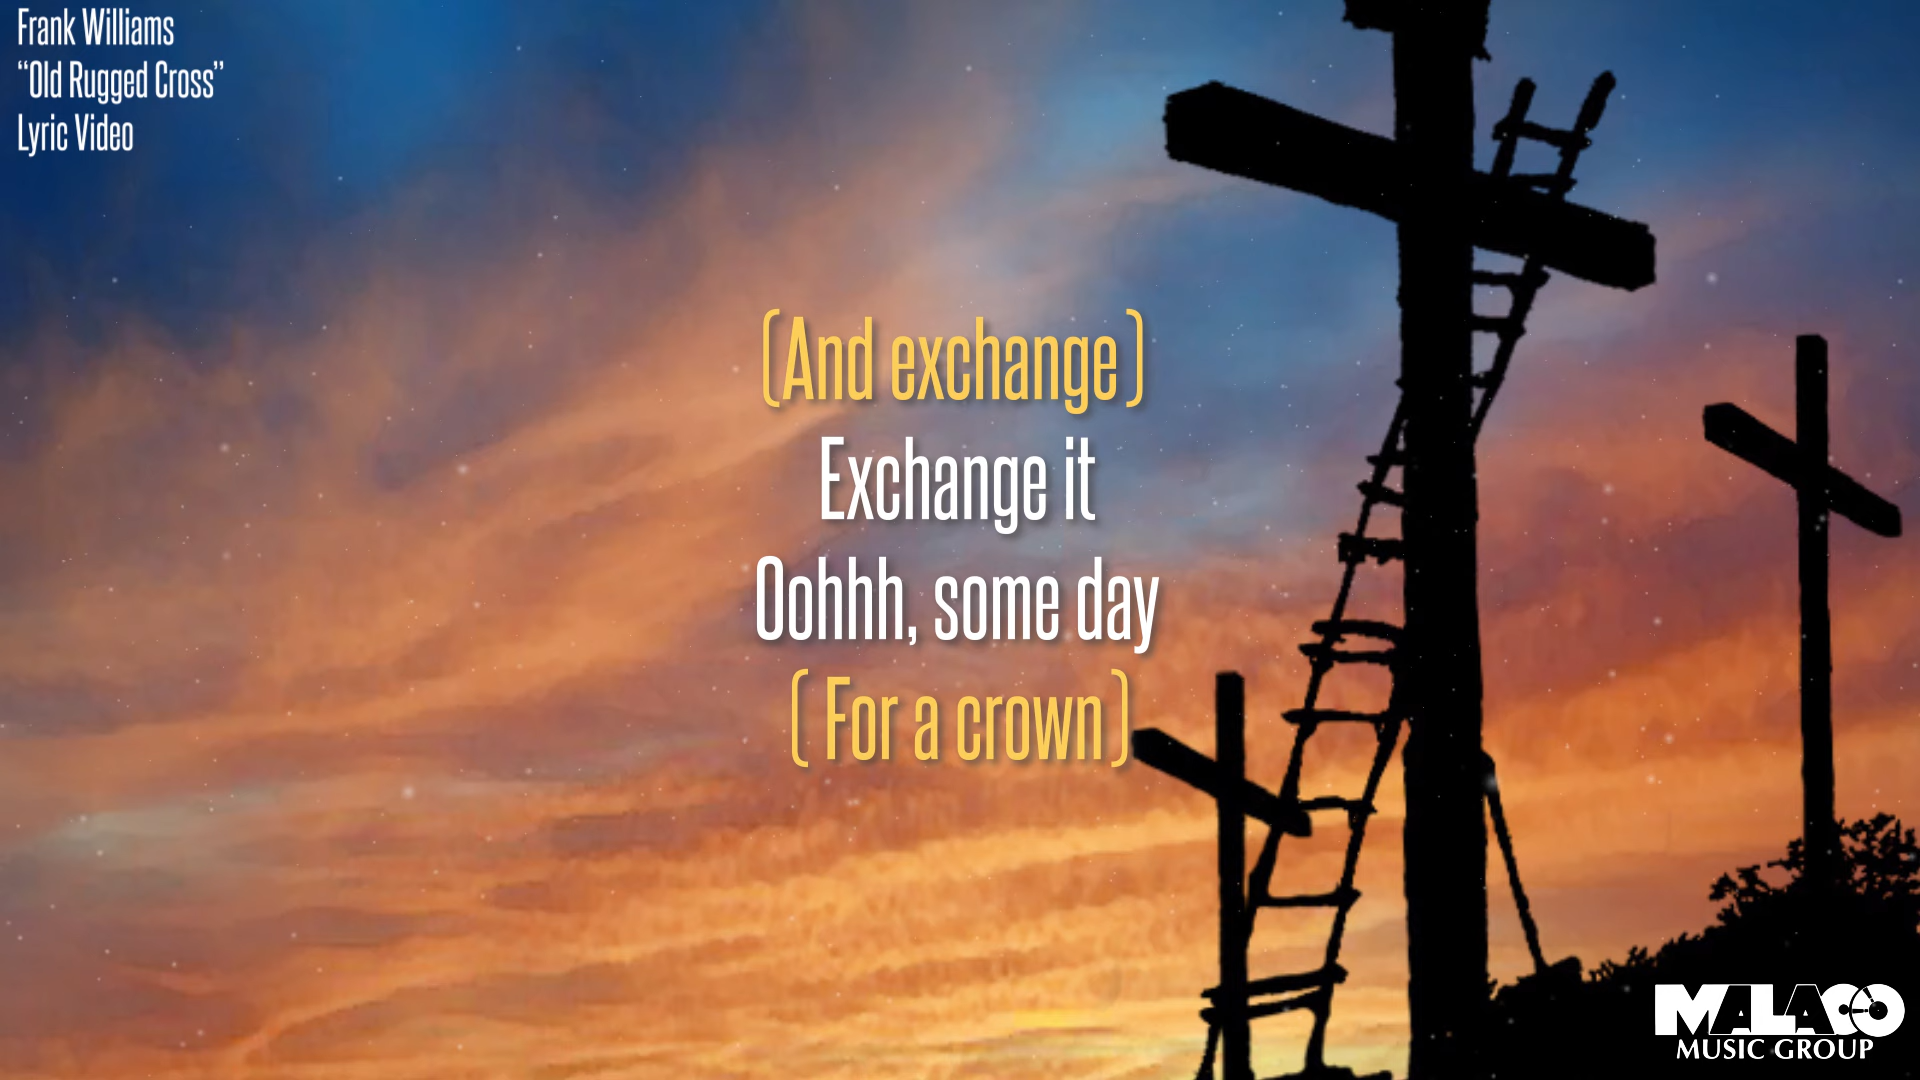 Frank Williams
“Old Rugged Cross”
Lyric Video
(And exchange)
Exchange it
Oohhh, some day
( For a crown)
MALACO
MUSIC GROUP